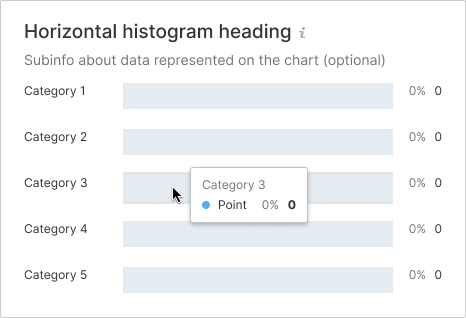 Horizontal histogram heading i
Subinfo about data represented on the chart (optional)
Category 1 0% 0
Category 2 0% 0
Category 3 0% 0
Category 3
Point 0% 0
Category 4 0% 0
Category 5 0% 0